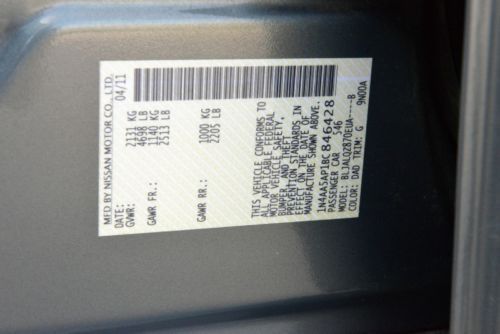 MFD BY NISSAN MOTOR CO., LTD.
DATE: 04/11
GVWR: 2131 KG
4698 LB
GAWR FR.: 1140 KG
2513 LB
GAWR RR.: 1000 KG
2205 LB
THIS VEHICLE CONFORMS TO
ALL APPLICABLE FEDERAL
MOTOR VEHICLE SAFETY,
BUMPER, AND THEFT
PREVENTION STANDARDS IN
EFFECT ON THE DATE OF
MANUFACTURE SHOWN ABOVE.
1N4AA5AP1BC846428
PASSENGER CAR 546
MODEL: BLJALQ287DEUA-----B
COLOR: DAD TRIM: G 9N00A